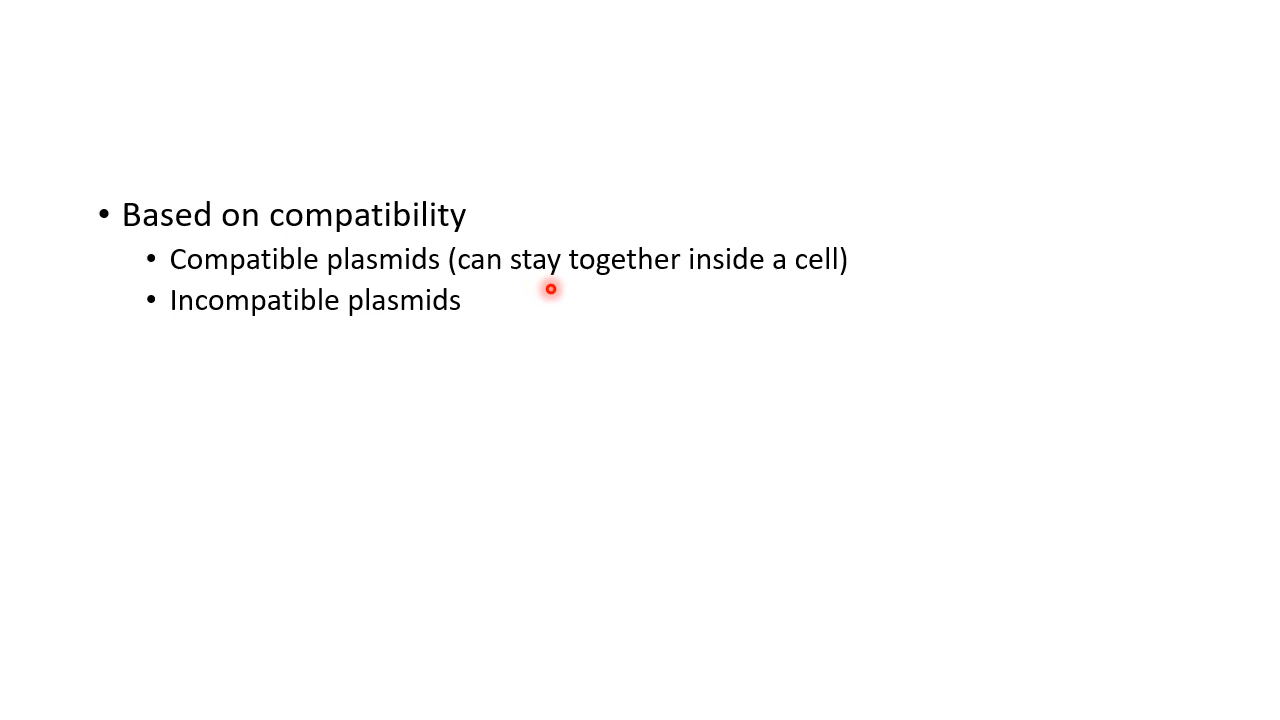 • Based on compatibility
• Compatible plasmids (can stay together inside a cell)
• Incompatible plasmids